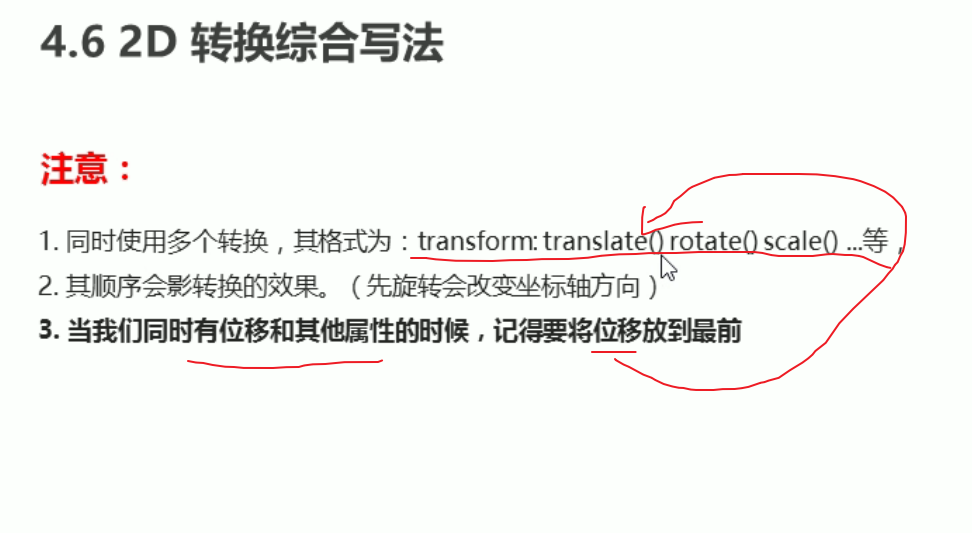 4.6 2D 转换综合写法
注意：
1. 同时使用多个转换，其格式为：transform: translate() rotate() scale() ...等，
2. 其顺序会影转换的效果。（先旋转会改变坐标轴方向）
3. 当我们同时有位移和其他属性的时候，记得要将位移放到最前